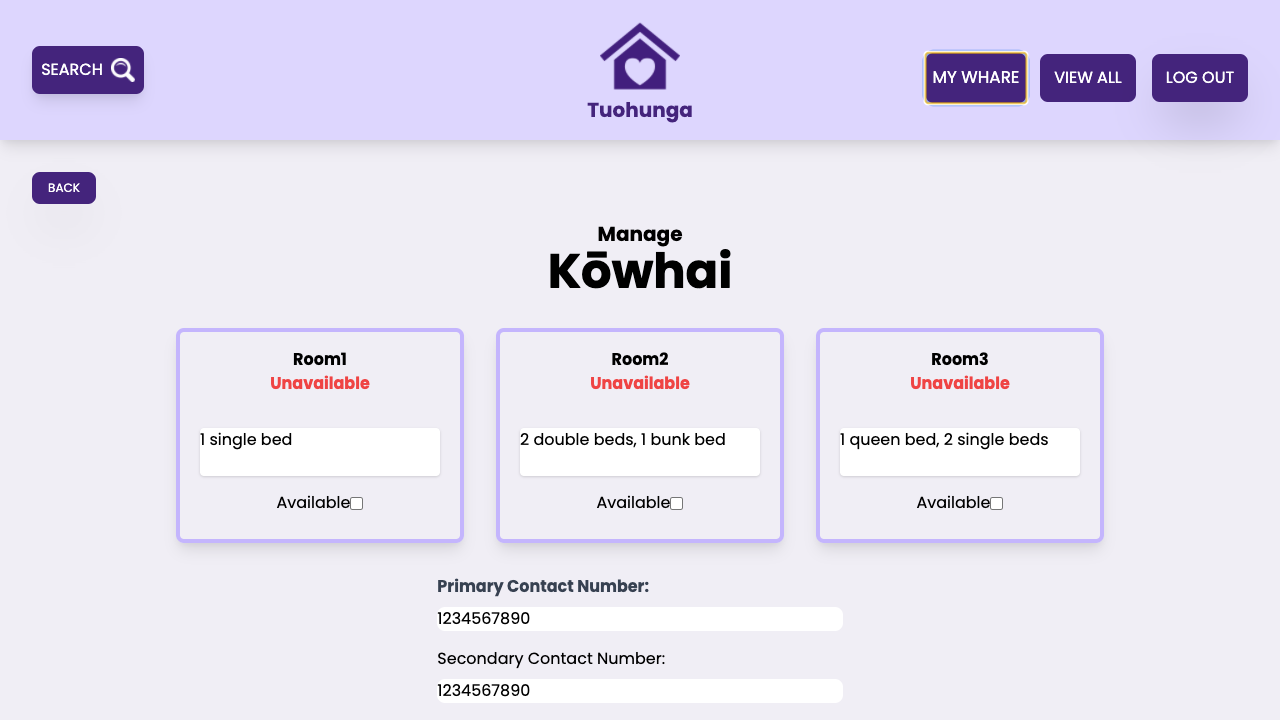 SEARCH
Tuohunga
MY WHARE
VIEW ALL
LOG OUT
BACK
Manage
Kōwhai
Room1
Unavailable
1 single bed
Available
Room2
Unavailable
2 double beds, 1 bunk bed
Available
Room3
Unavailable
1 queen bed, 2 single beds
Available
Primary Contact Number:
1234567890
Secondary Contact Number:
1234567890